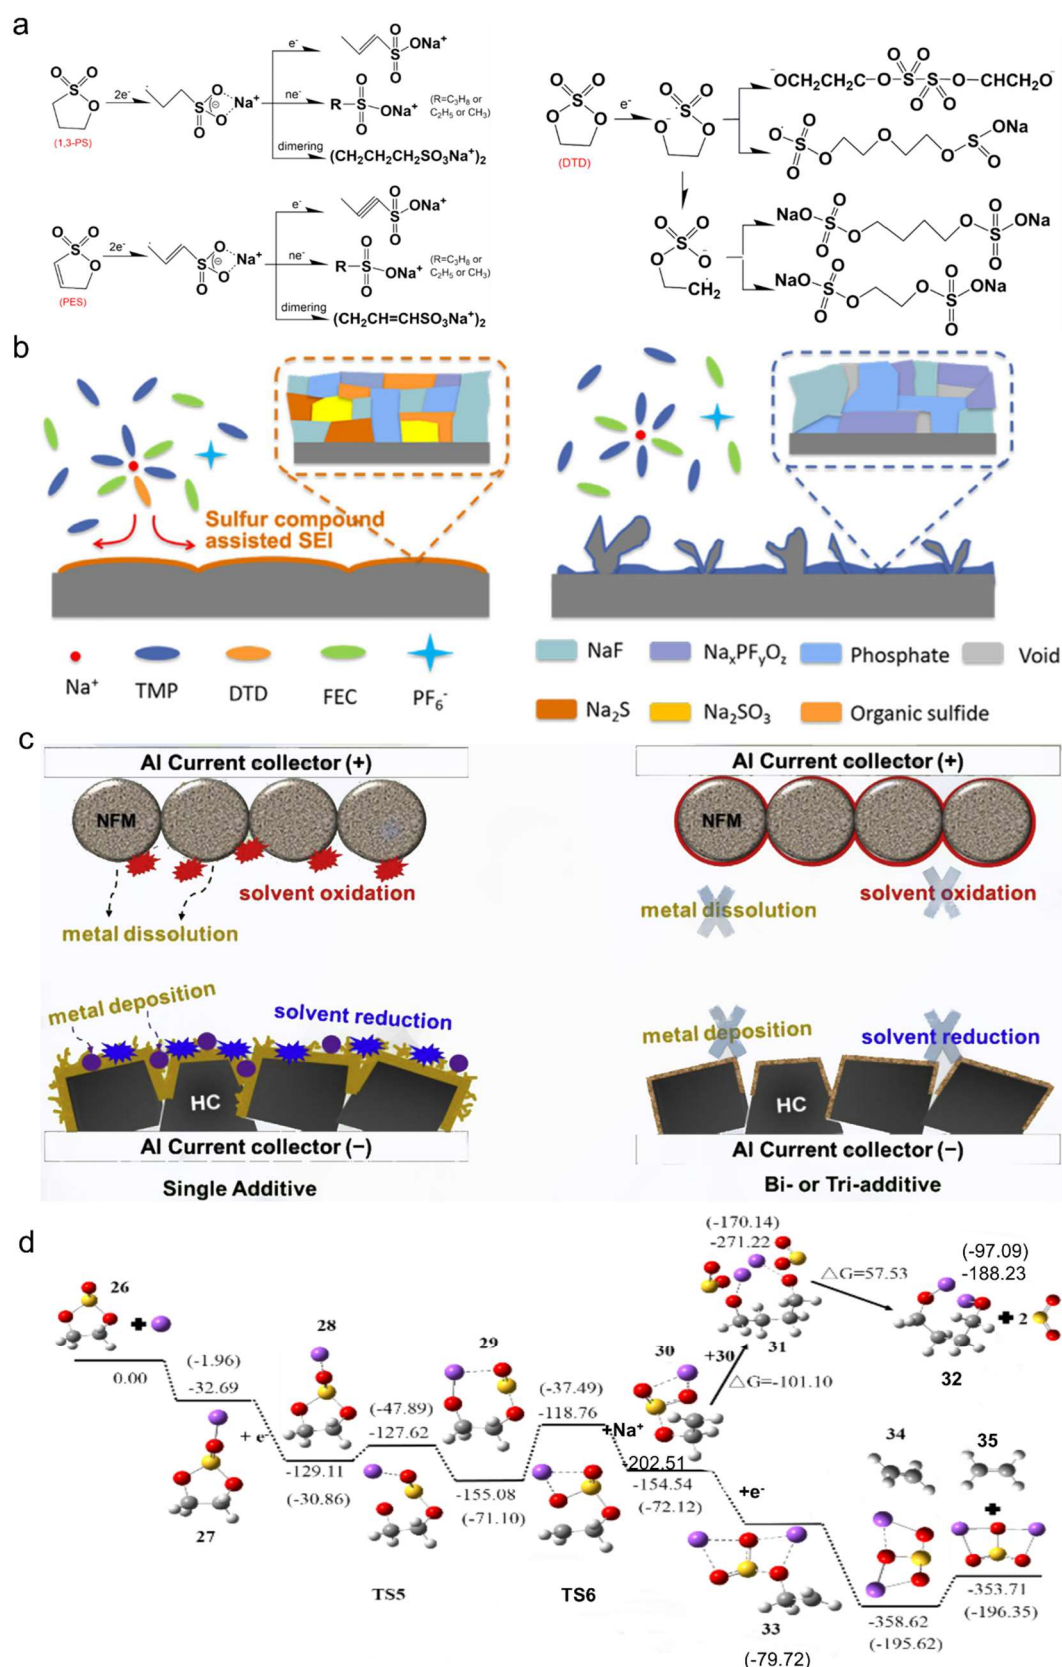 a
(1,3-PS)
2e-
Na+
e-
ONa+
ne-
R
ONa+
(R=C3H8 or
C2H5 or CH3)
dimering
(CH2CH2CH2SO3Na+)2
(PES)
2e-
Na+
e-
ONa+
ne-
R
ONa+
(R=C3H8 or
C2H5 or CH3)
dimering
(CH2CH=CHSO3Na+)2
(DTD)
e-
-OCH2CH2CH2C
CHCH2O-
ONa
CH2
NaO
ONa
NaO
ONa
b
Sulfur compound
assisted SEI
Na+
TMP
DTD
FEC
PF6-
NaF
NaxPFyOz
Phosphate
Void
Na2S
Na2SO3
Organic sulfide
c
Al Current collector (+)
NFM
solvent oxidation
metal dissolution
metal deposition
solvent reduction
HC
Al Current collector (−)
Single Additive
Al Current collector (+)
NFM
solvent oxidation
metal dissolution
metal deposition
solvent reduction
HC
Al Current collector (−)
Bi- or Tri-additive
d
26
0.00
(-1.96)
-32.69
27
+ e-
28
-129.11
(-30.86)
(-47.89)
-127.62
TS5
29
-155.08
(-71.10)
(-37.49)
-118.76
TS6
+Na+
30
202.51
-154.54
(-72.12)
+30
△G=-101.10
(-170.14)
-271.22
31
△G=57.53
(-97.09)
-188.23
2
32
+e-
33
(-79.72)
34
-358.62
(-195.62)
35
-353.71
(-196.35)